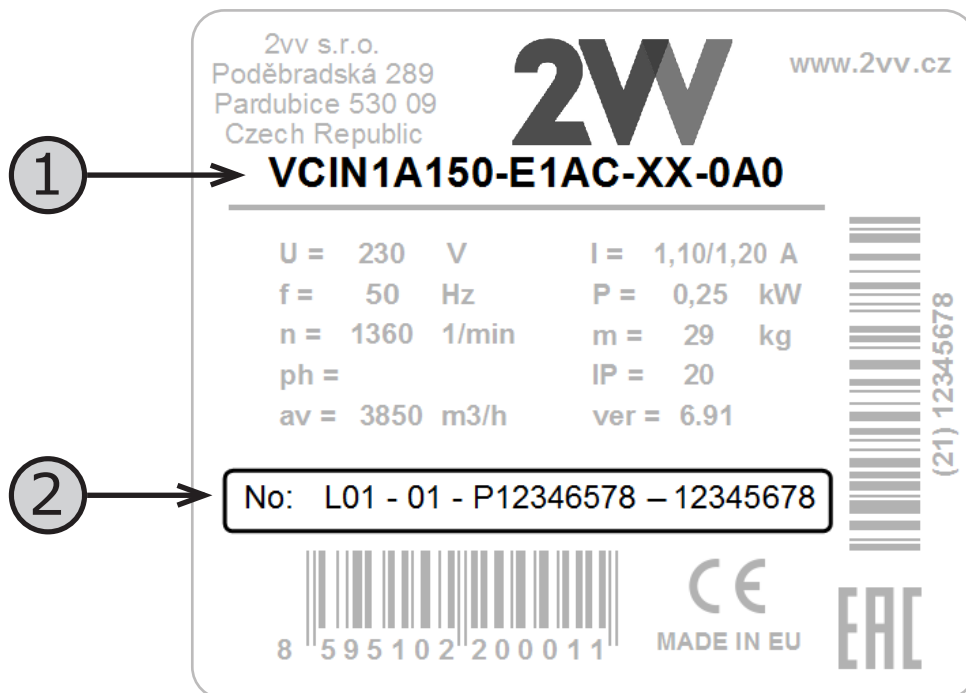 2vv s.r.o.
Poděbradská 289
Pardubice 530 09
Czech Republic
2VV
www.2vv.cz
1
VCIN1A150-E1AC-XX-0A0
U = 230 V I = 1,10/1,20 A
f = 50 Hz P = 0,25 kW
n = 1360 1/min m = 29 kg
ph = IP = 20
av = 3850 m3/h ver = 6.91
(21) 12345678
2
No: L01 - 01 - P12346578 – 12345678
8 595102 200011
CE
MADE IN EU
EAC